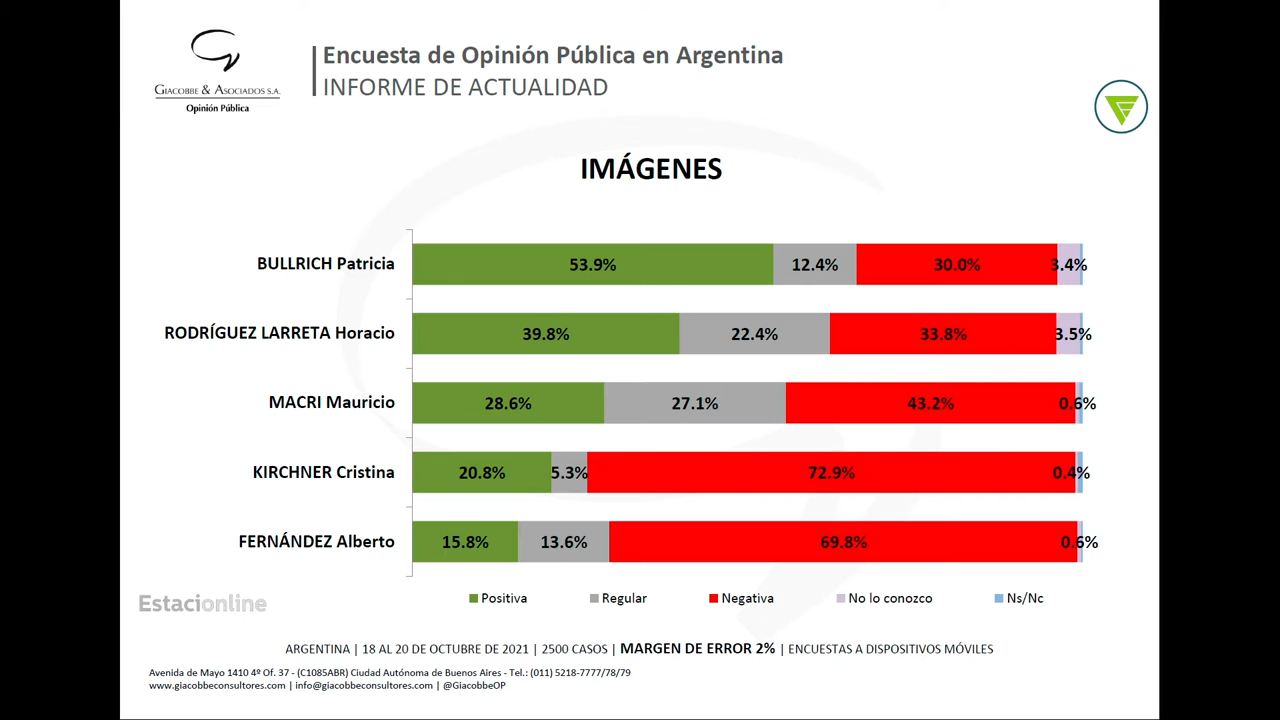 GIACOBBE & ASOCIADOS S.A.
Opinión Pública
Encuesta de Opinión Pública en Argentina
INFORME DE ACTUALIDAD
IMÁGENES
BULLRICH Patricia 53.9% 12.4% 30.0% 3.4%
RODRÍGUEZ LARRETA Horacio 39.8% 22.4% 33.8% 3.5%
MACRI Mauricio 28.6% 27.1% 43.2% 0.6%
KIRCHNER Cristina 20.8% 5.3% 72.9% 0.4%
FERNÁNDEZ Alberto 15.8% 13.6% 69.8% 0.6%
Positiva Regular Negativa No lo conozco Ns/Nc
Estacionline
ARGENTINA | 18 AL 20 DE OCTUBRE DE 2021 | 2500 CASOS | MARGEN DE ERROR 2% | ENCUESTAS A DISPOSITIVOS MÓVILES
Avenida de Mayo 1410 4º Of. 37 - (C1085ABR) Ciudad Autónoma de Buenos Aires - Tel.: (011) 5218-7777/78/79
www.giacobbeconsultores.com | info@giacobbeconsultores.com | @GiacobbeOP